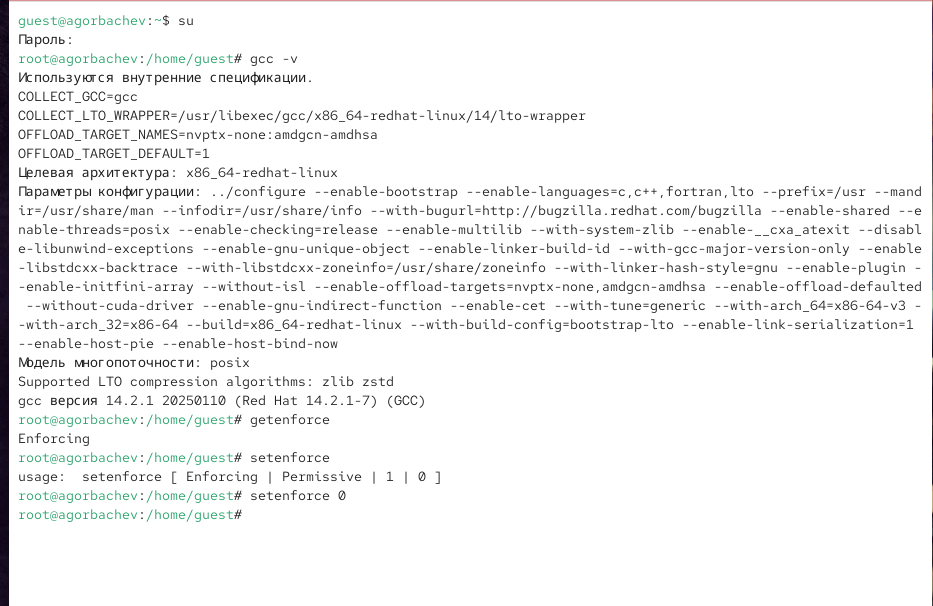 guest@agorbachev:~$ su
Пароль:
root@agorbachev:/home/guest# gcc -v
Используются внутренние спецификации.
COLLECT_GCC=gcc
COLLECT_LTO_WRAPPER=/usr/libexec/gcc/x86_64-redhat-linux/14/lto-wrapper
OFFLOAD_TARGET_NAMES=nvptx-none:amdgcn-amdhsa
OFFLOAD_TARGET_DEFAULT=1
Целевая архитектура: x86_64-redhat-linux
Параметры конфигурации: ../configure --enable-bootstrap --enable-languages=c,c++,fortran,lto --prefix=/usr --mand
ir=/usr/share/man --infodir=/usr/share/info --with-bugurl=http://bugzilla.redhat.com/bugzilla --enable-shared --e
nable-threads=posix --enable-checking=release --enable-multilib --with-system-zlib --enable-__cxa_atexit --disabl
e-libunwind-exceptions --enable-gnu-unique-object --enable-linker-build-id --with-gcc-major-version-only --enable
-libstdcxx-backtrace --with-libstdcxx-zoneinfo=/usr/share/zoneinfo --with-linker-hash-style=gnu --enable-plugin -
-enable-initfini-array --without-isl --enable-offload-targets=nvptx-none,amdgcn-amdhsa --enable-offload-defaulted
 --without-cuda-driver --enable-gnu-indirect-function --enable-cet --with-tune=generic --with-arch_64=x86-64-v3 -
-with-arch_32=x86-64 --build=x86_64-redhat-linux --with-build-config=bootstrap-lto --enable-link-serialization=1
--enable-host-pie --enable-host-bind-now
Модель многопоточности: posix
Supported LTO compression algorithms: zlib zstd
gcc версия 14.2.1 20250110 (Red Hat 14.2.1-7) (GCC)
root@agorbachev:/home/guest# getenforce
Enforcing
root@agorbachev:/home/guest# setenforce
usage:  setenforce [ Enforcing | Permissive | 1 | 0 ]
root@agorbachev:/home/guest# setenforce 0
root@agorbachev:/home/guest#